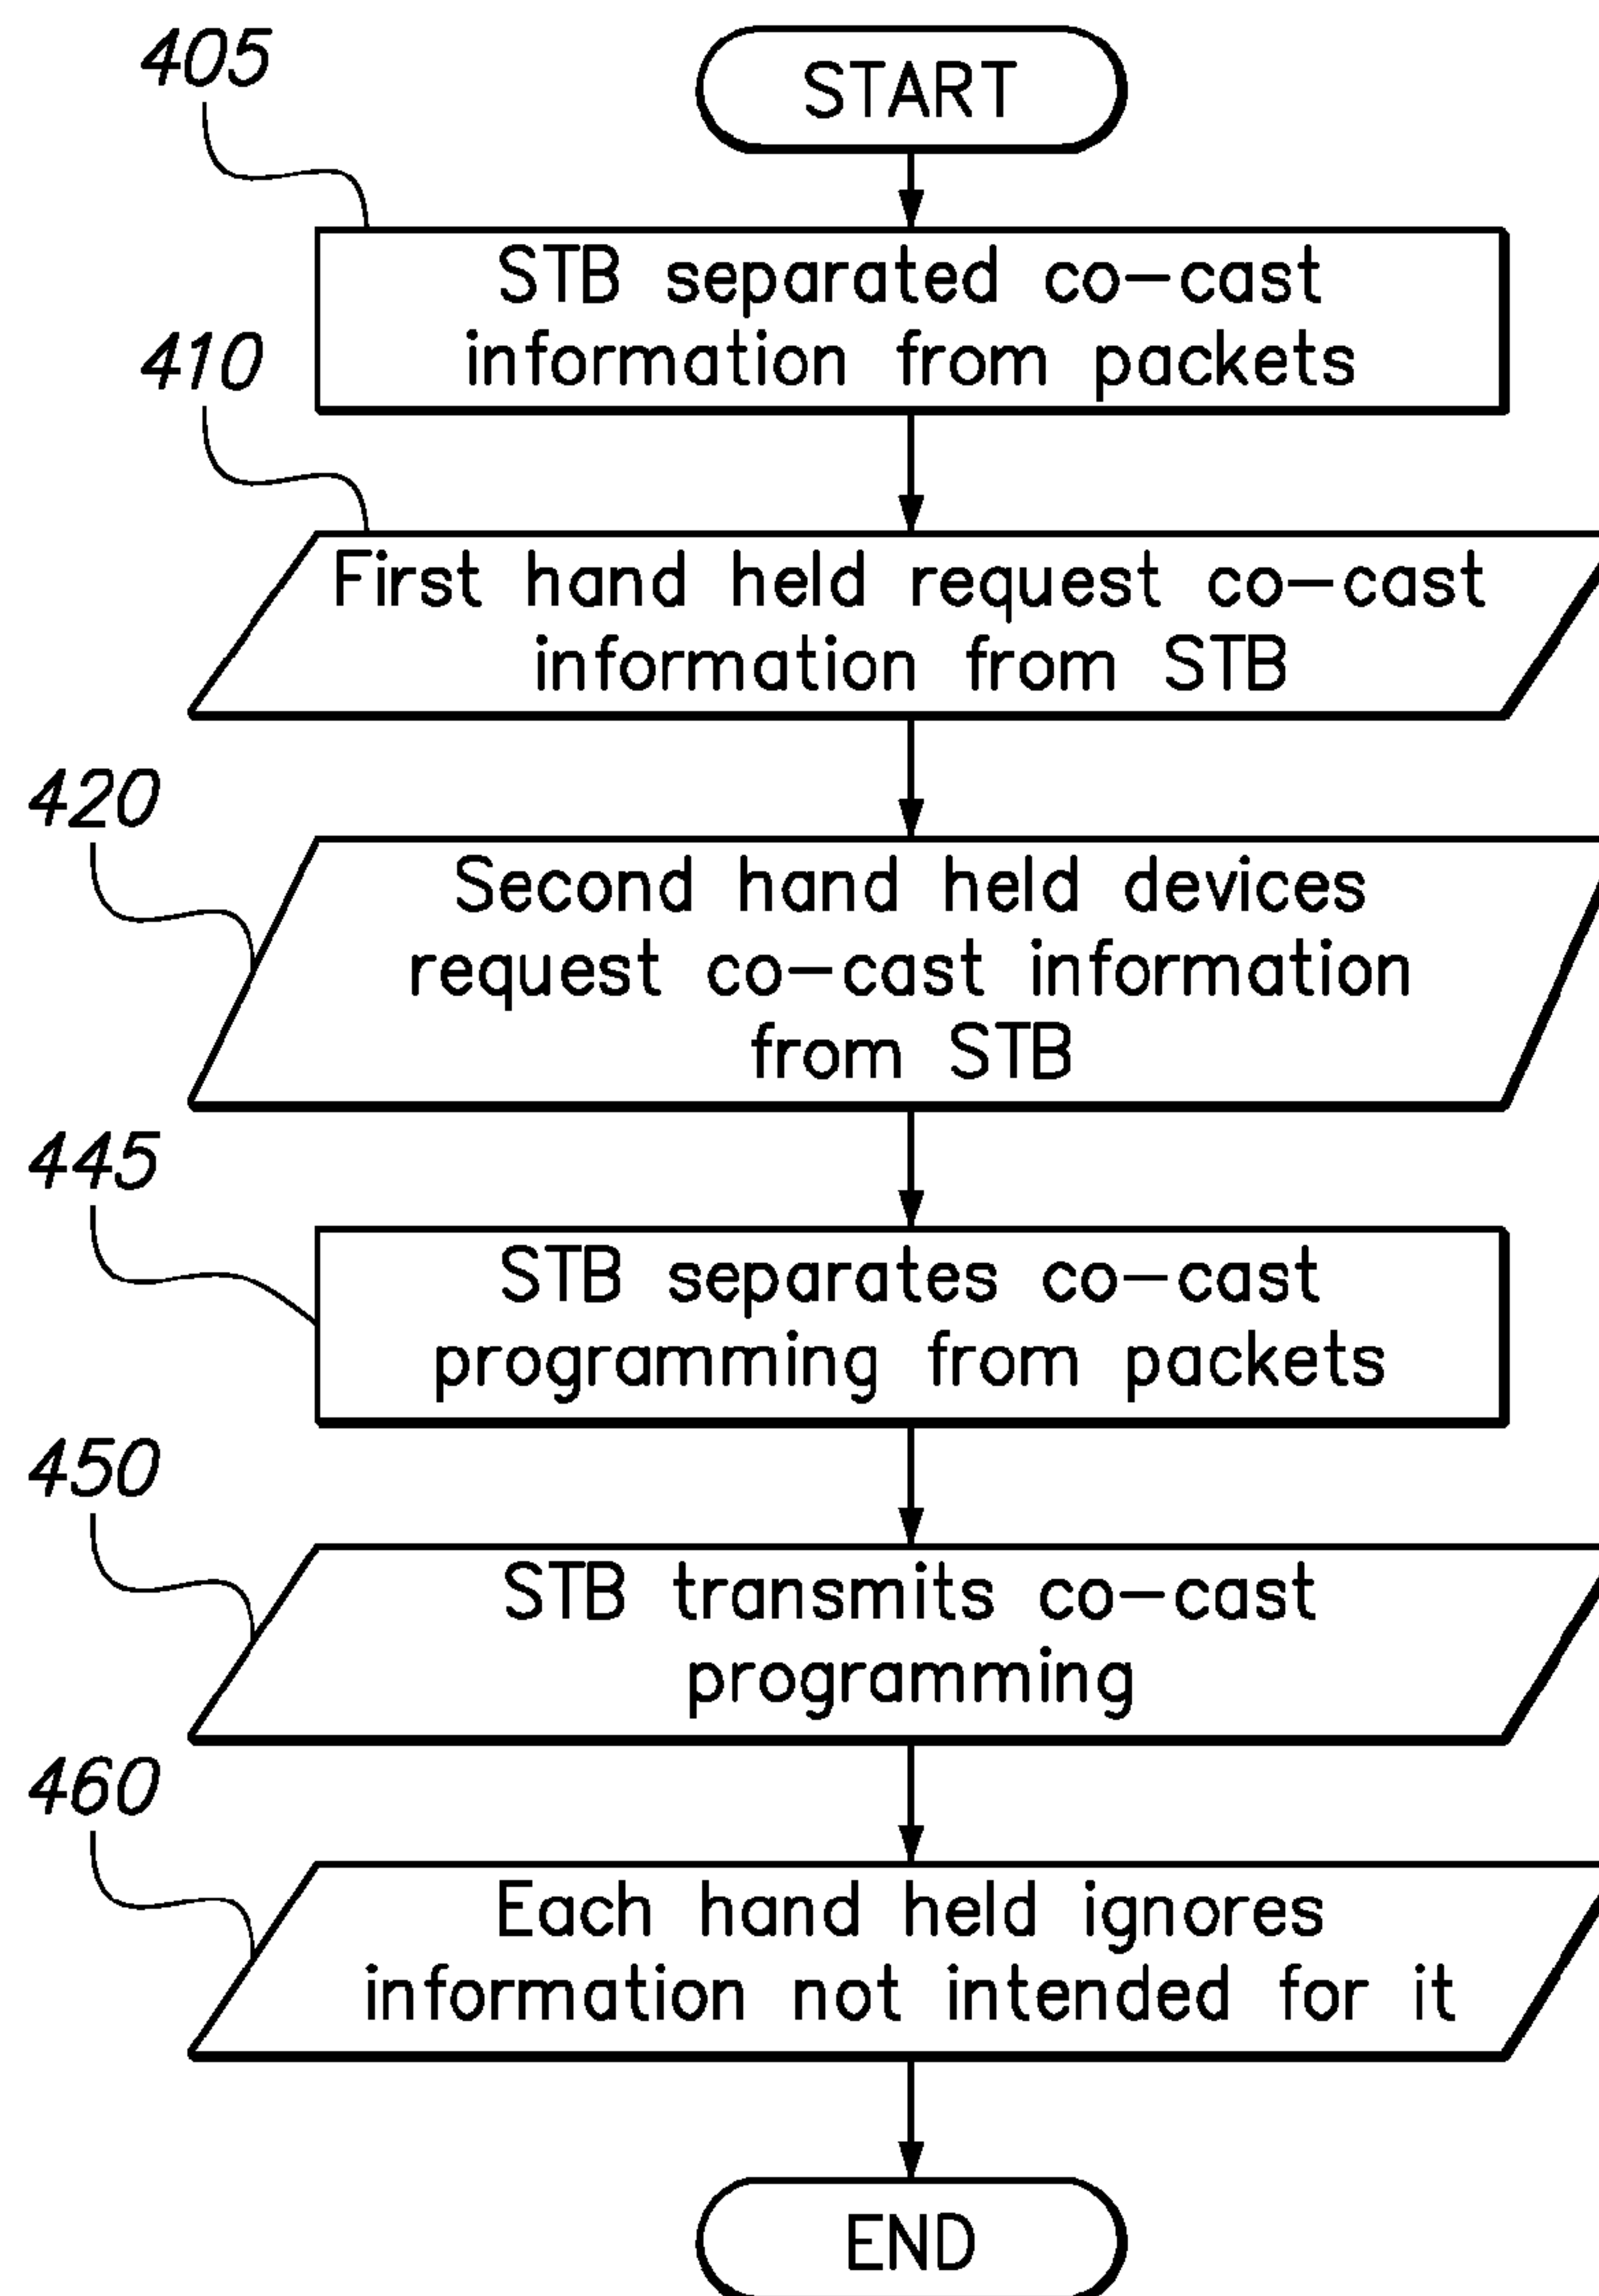 405
START
STB separated co-cast
information from packets
410
First hand held request co-cast
information from STB
420
Second hand held devices
request co-cast information
from STB
445
STB separates co-cast
programming from packets
450
STB transmits co-cast
programming
460
Each hand held ignores
information not intended for it
END